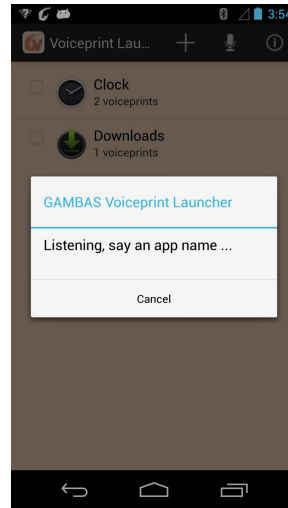 3:54
Voiceprint Lau...
Clock
2 voiceprints
Downloads
1 voiceprints
GAMBAS Voiceprint Launcher
Listening, say an app name ...
Cancel